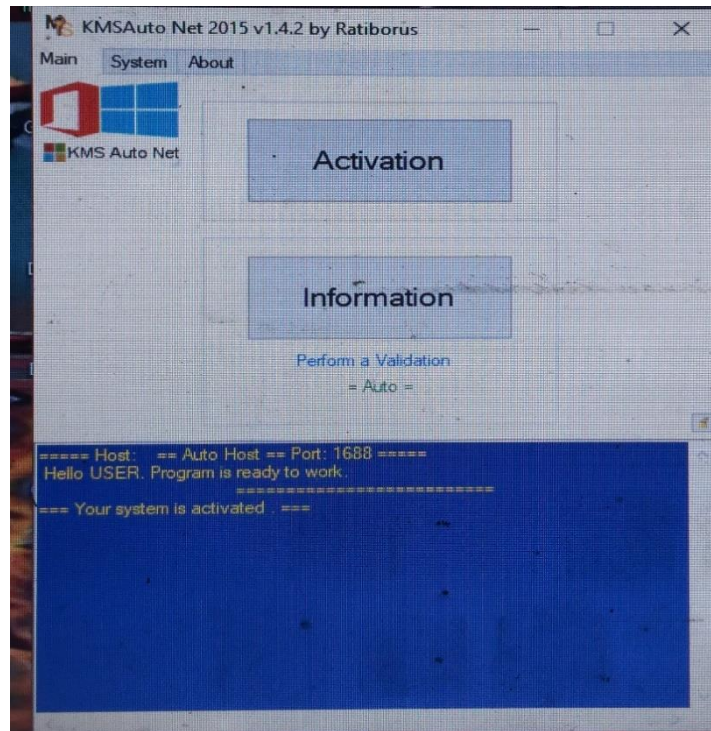 KMSAuto Net 2015 v1.4.2 by Ratiborus
Main System About
KMS Auto Net
Activation
Information
Perform a Validation
= Auto =
===== Host: == Auto Host == Port: 1688 =====
Hello USER. Program is ready to work.
==========================
=== Your system is activated . ===